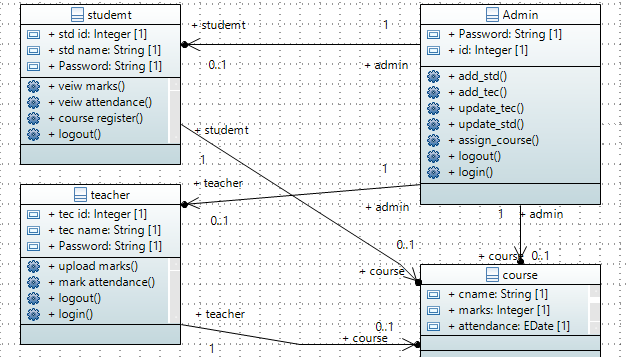 studemt
+ std id: Integer [1]
+ std name: String [1]
+ Password: String [1]
+ veiw marks()
+ veiw attendance()
+ course register()
+ logout()
Admin
+ Password: String [1]
+ id: Integer [1]
+ add_std()
+ add_tec()
+ update_tec()
+ update_std()
+ assign_course()
+ logout()
+ login()
+ studemt
1
0..1
+ admin
+ studemt
1
+ teacher
1
0..1
+ admin
teacher
+ tec id: Integer [1]
+ tec name: String [1]
+ Password: String [1]
+ upload marks()
+ mark attendance()
+ logout()
+ login()
1
+ admin
0..1
+ course
0..1
+ course
course
+ cname: String [1]
+ marks: Integer [1]
+ attendance: EDate [1]
+ teacher
1
0..1
+ course